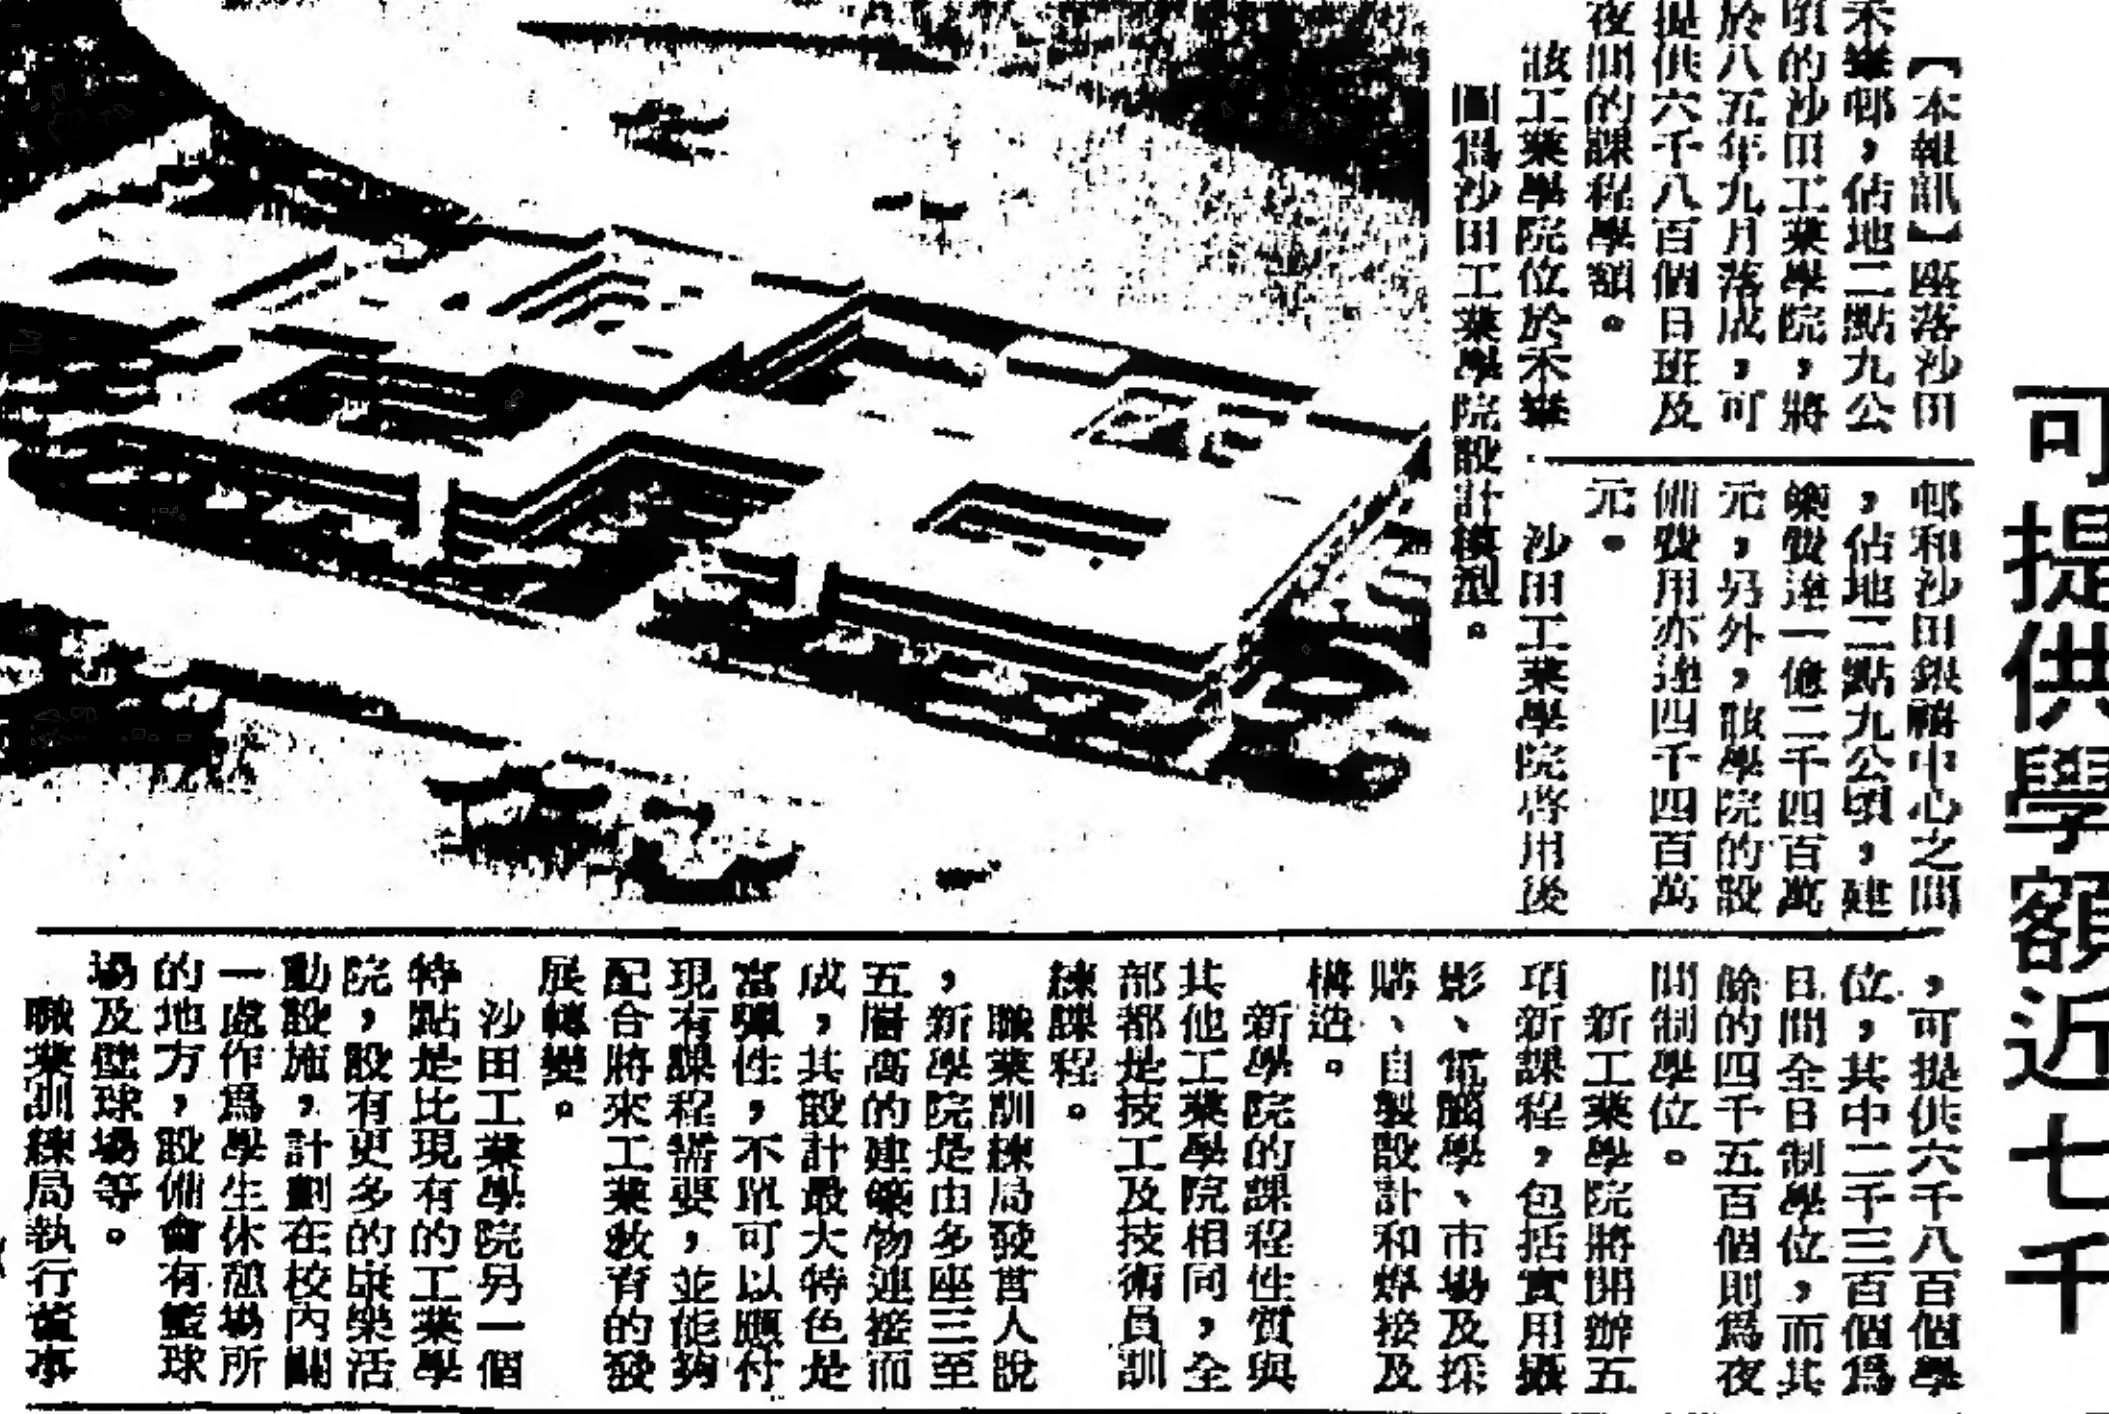 可提供學額近七千
【本報訊】座落沙田
禾輋邨，佔地二點九公
頃的沙田工業學院，將
於八五年九月落成，可
提供六千八百個日班及
夜間的課程學額。
該工業學院位於禾輋
邨和沙田銀禧中心之間
，佔地二點九公頃，建
築費達一億二千四百萬
元，另外，該學院的設
備費用亦達四千四百萬
元。
沙田工業學院啓用後
，可提供六千八百個學
位，其中二千三百個爲
日間全日制學位，而其
餘的四千五百個則爲夜
間制學位。
新工業學院將開辦五
項新課程，包括實用攝
影、電腦學、市場及採
購、自製設計和焊接及
構造。
新學院的課程性質與
其他工業學院相同，全
部都是技工及技術員訓
練課程。
職業訓練局發言人說
，新學院是由多座三至
五層高的建築物連接而
成，其設計最大特色是
富彈性，不單可以應付
現有課程需要，並能夠
配合將來工業敎育的發
展轉變。
沙田工業學院另一個
特點是比現有的工業學
院，設有更多的康樂活
動設施，計劃在校內闢
一處作爲學生休憩場所
的地方，設備會有籃球
場及壁球場等。
職業訓練局執行董事
圖爲沙田工業學院設計模型。